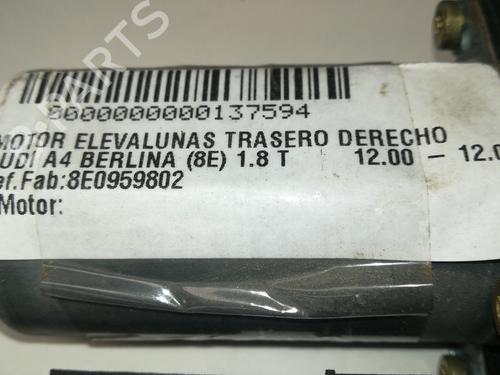 PARTS
0000000000137594
MOTOR ELEVALUNAS TRASERO DERECHO
UDI A4 BERLINA (8E) 1.8 T 12.00 – 12.0
ef.Fab:8E0959802
Motor: